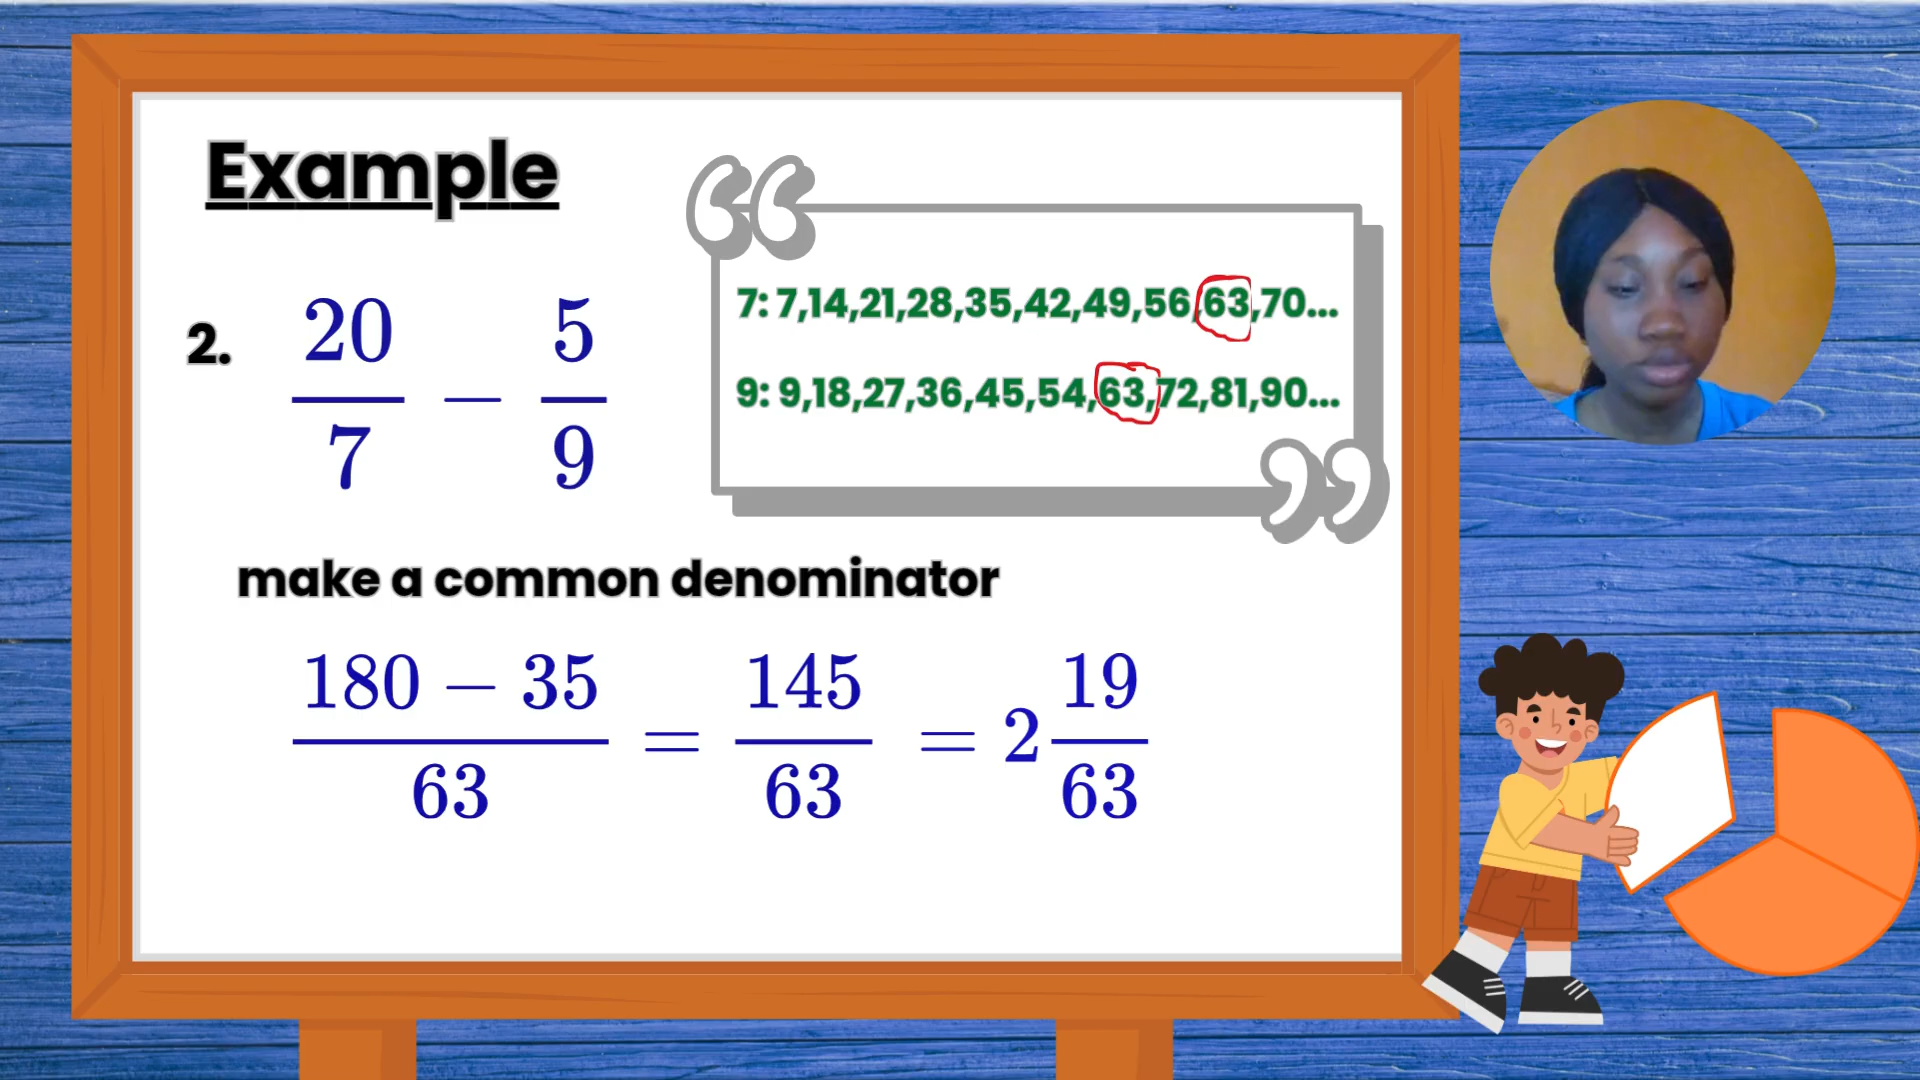 Example
2. 20/7 − 5/9
7: 7,14,21,28,35,42,49,56,63,70...
9: 9,18,27,36,45,54,63,72,81,90...
make a common denominator
(180 − 35)/63 = 145/63 = 2 19/63